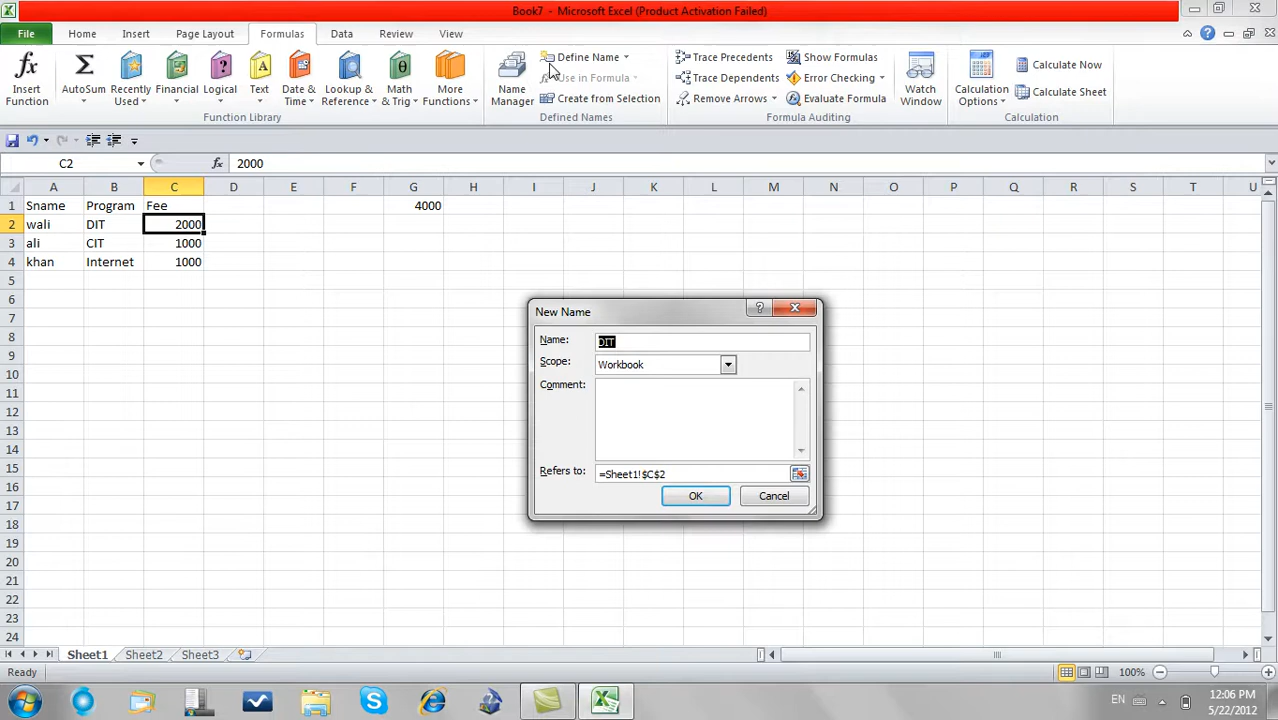 Book7 - Microsoft Excel (Product Activation Failed)
File Home Insert Page Layout Formulas Data Review View
Insert Function
AutoSum
Recently Used
Financial
Logical
Text
Date & Time
Lookup & Reference
Math & Trig
More Functions
Function Library
Name Manager
Define Name
Use in Formula
Create from Selection
Defined Names
Trace Precedents
Trace Dependents
Remove Arrows
Show Formulas
Error Checking
Evaluate Formula
Formula Auditing
Watch Window
Calculation Options
Calculate Now
Calculate Sheet
Calculation
C2 fx 2000
A B C D E F G H I J K L M N O P Q R S T U
1 Sname Program Fee 4000
2 wali DIT 2000
3 ali CIT 1000
4 khan Internet 1000
5
6
7
8
9
10
11
12
13
14
15
16
17
18
19
20
21
22
23
24
New Name
Name: DIT
Scope: Workbook
Comment:
Refers to: =Sheet1!$C$2
OK Cancel
Sheet1 Sheet2 Sheet3
Ready 100%
EN 12:06 PM
5/22/2012